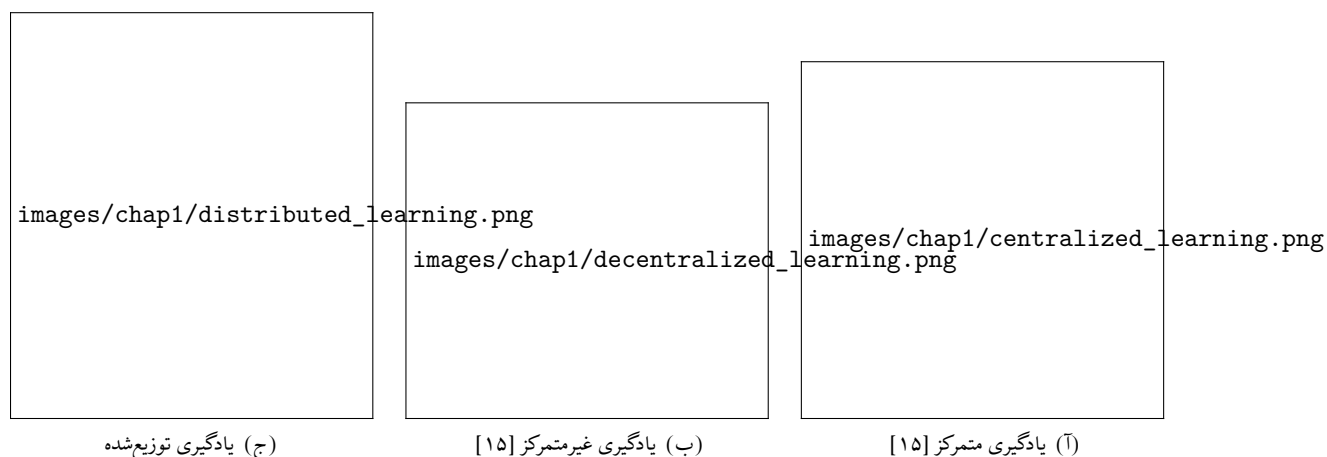 images/chap1/distributed_learning.png
images/chap1/decentralized_learning.png
images/chap1/centralized_learning.png
(آ) یادگیری متمرکز [۱۵]
(ب) یادگیری غیرمتمرکز [۱۵]
(ج) یادگیری توزیع‌شده